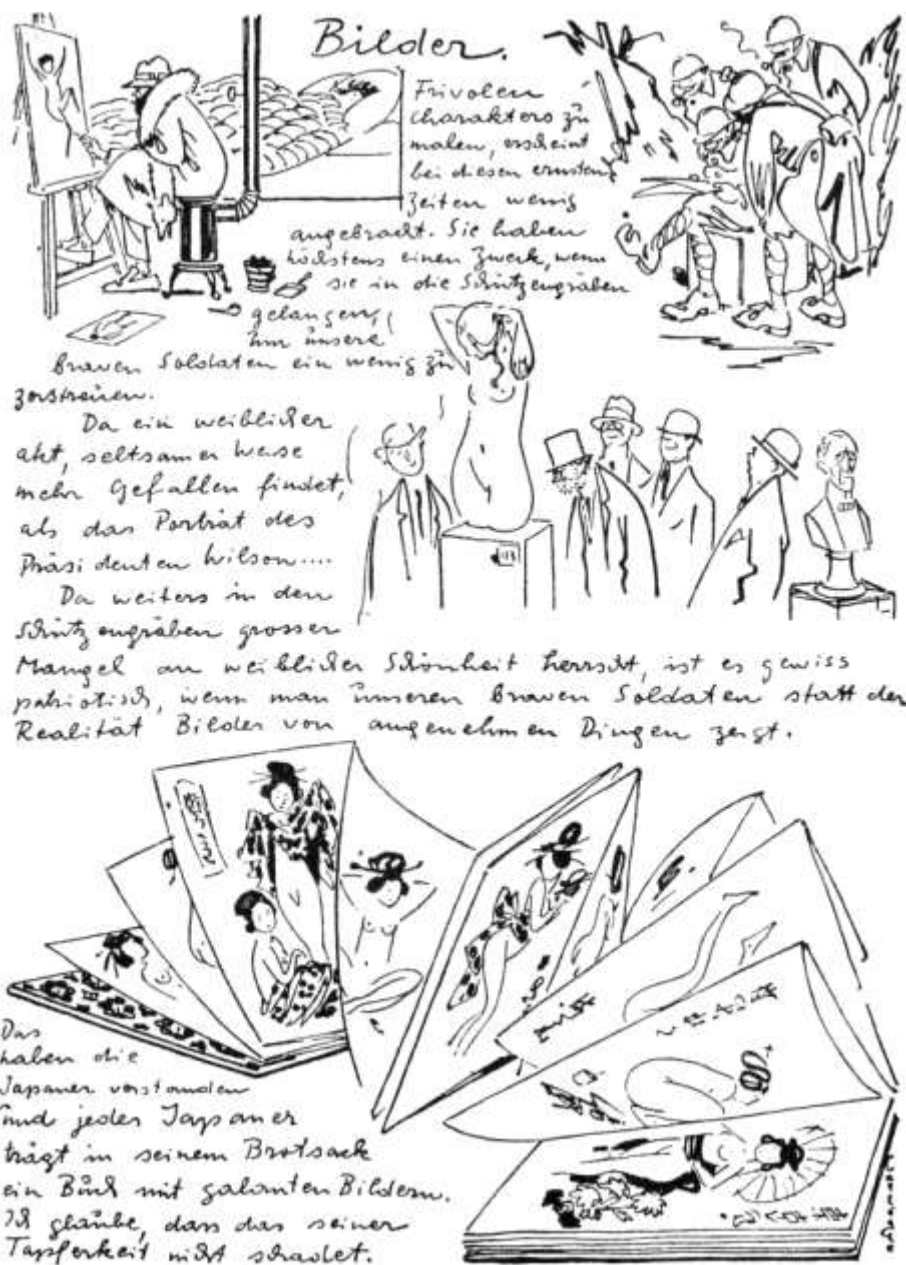 Bilder.
Frivolen
charakters zu
malen, erscheint
bei diesen ernsten
Zeiten wenig
angebracht. Sie haben
höchstens einen Zweck, wenn
sie in die Schützengräben
gelangen,
um unsere
braven Soldaten ein wenig zu
zerstreuen.
Da ein weiblicher
akt, seltsamer weise
mehr Gefallen findet,
als das Porträt des
Präsidenten Wilson....
Da weiters in den
Schützengräben grosser
Mangel an weiblicher Schönheit herrscht, ist es gewiss
patriotisch, wenn man unseren braven Soldaten statt der
Realität Bilder von angenehmen Dingen zeigt.
Das
haben die
Japaner verstanden
und jeder Japaner
trägt in seinem Brotsack
ein Buch mit galanten Bildern.
Ich glaube, dass das seiner
Tapferkeit nicht schadet.